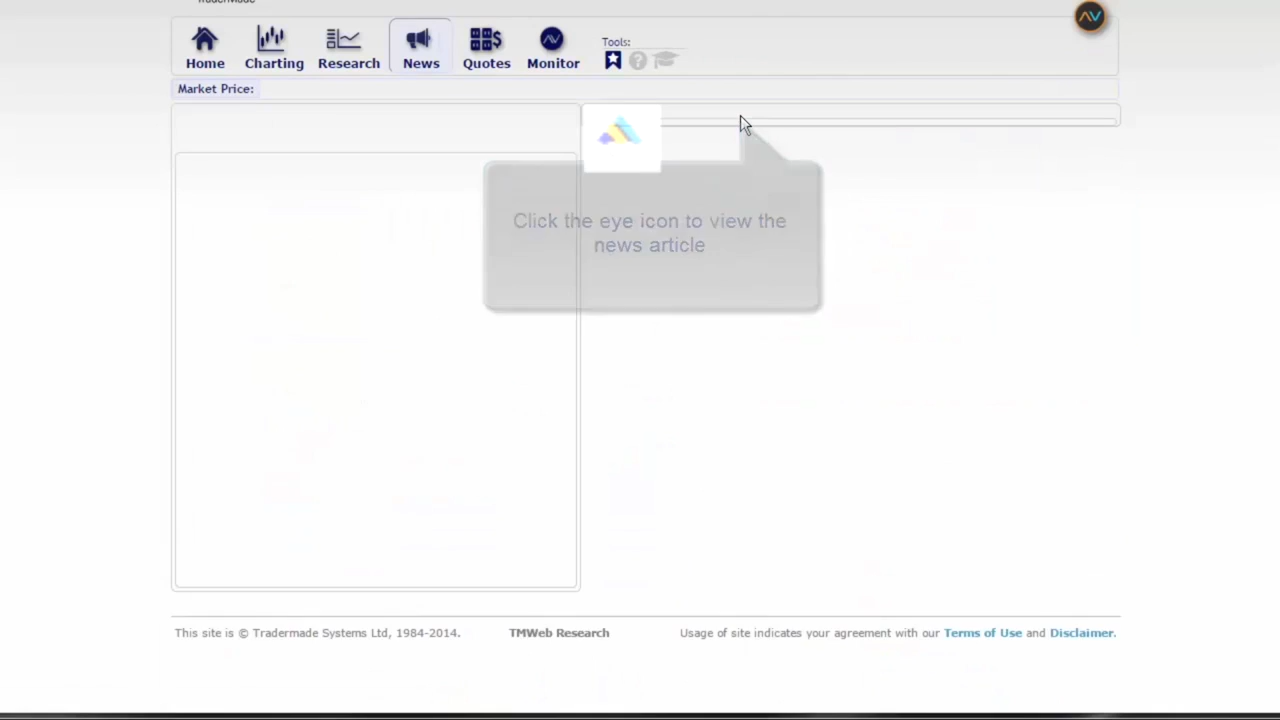 TraderMade
Home Charting Research News Quotes Monitor Tools:
Market Price:
Click the eye icon to view the
news article
This site is © Tradermade Systems Ltd, 1984-2014. TMWeb Research Usage of site indicates your agreement with our Terms of Use and Disclaimer.